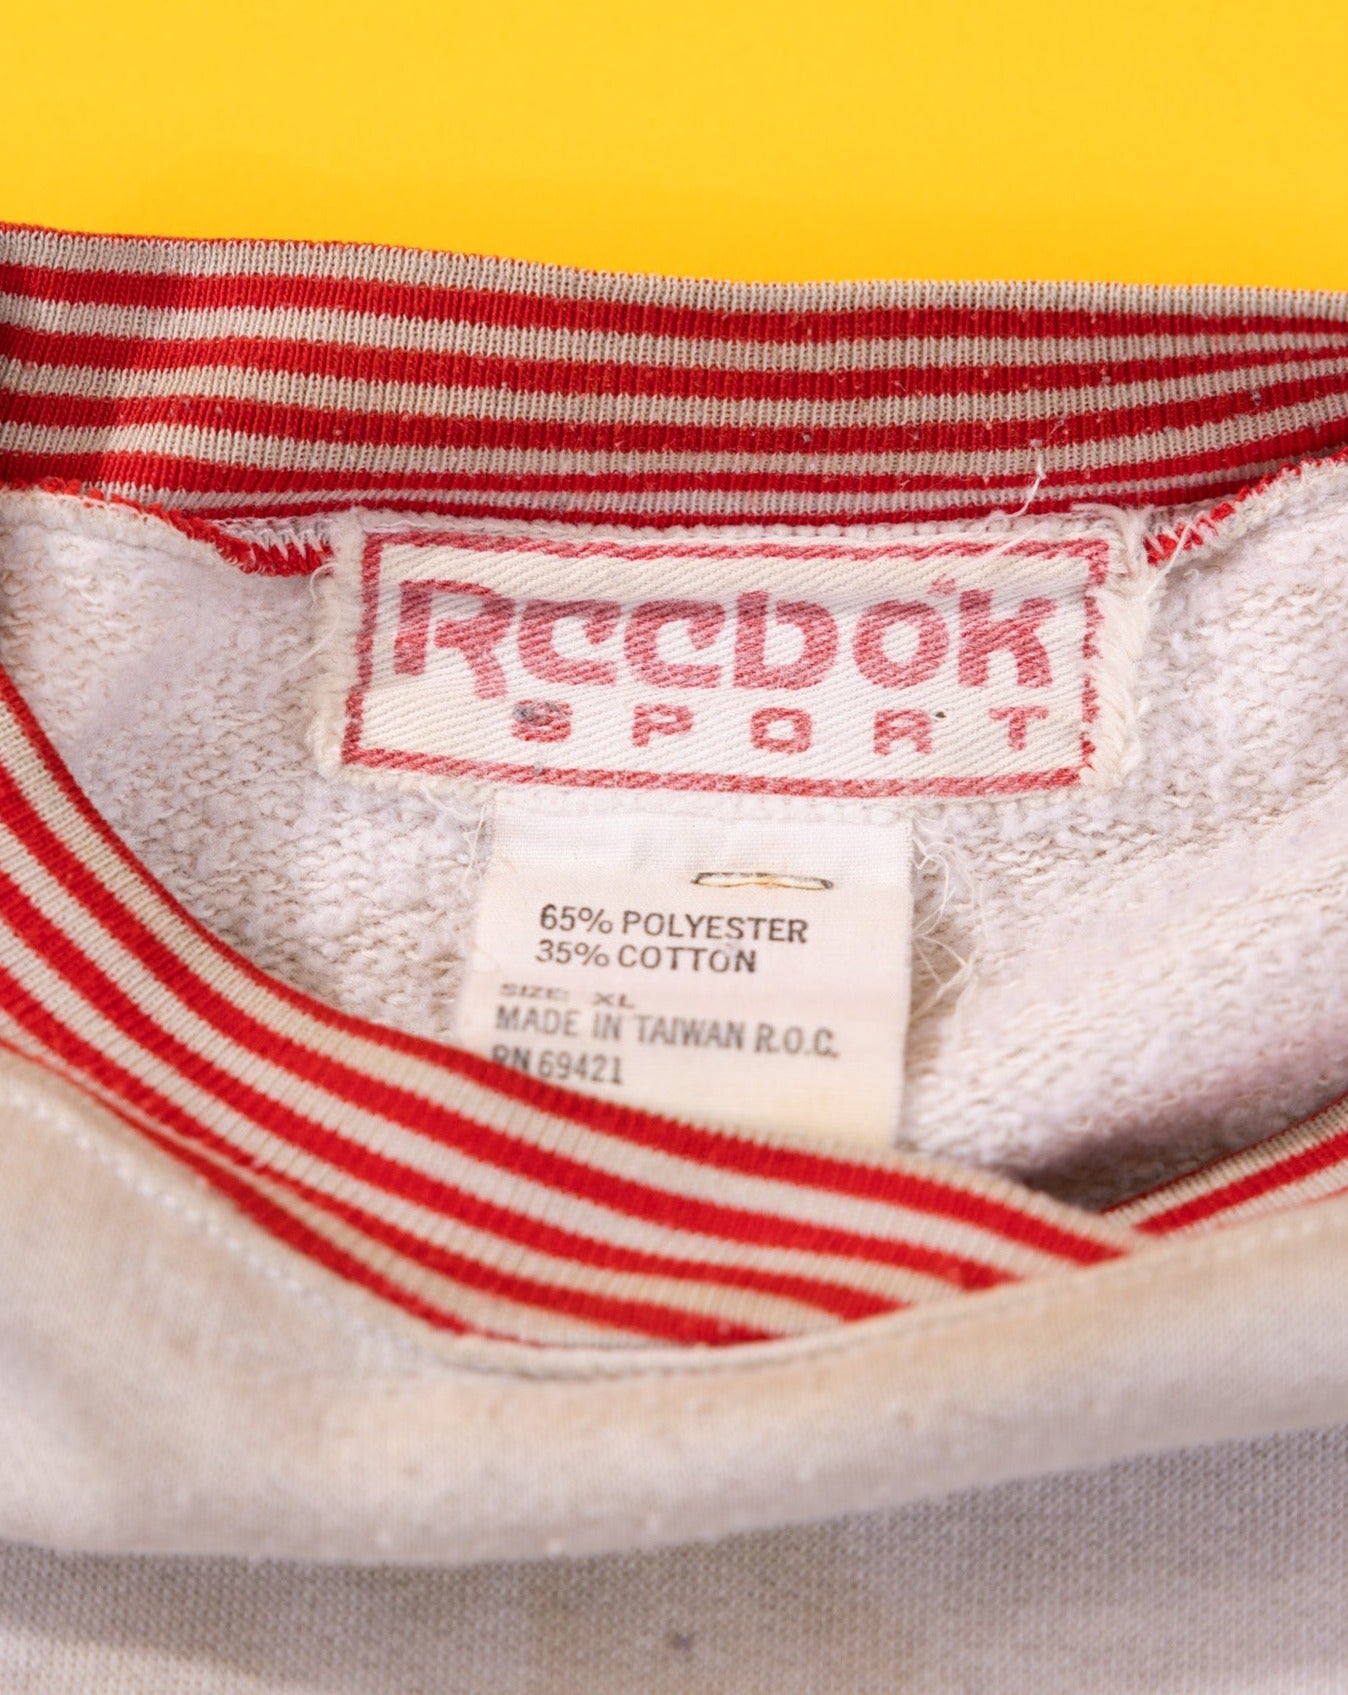 Reebok
SPORT
65% POLYESTER
35% COTTON
SIZE: XL
MADE IN TAIWAN R.O.C.
RN 69421